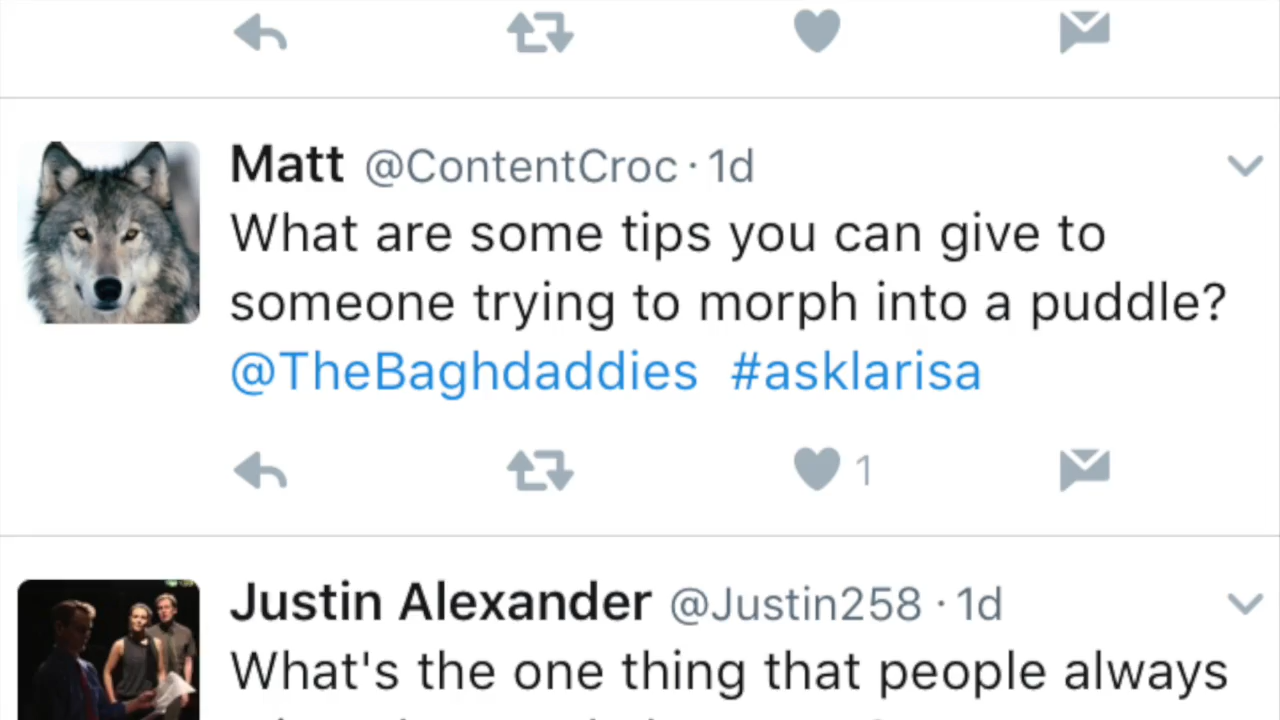 Matt @ContentCroc · 1d
What are some tips you can give to
someone trying to morph into a puddle?
@TheBaghdaddies #asklarisa
1
Justin Alexander @Justin258 · 1d
What's the one thing that people always